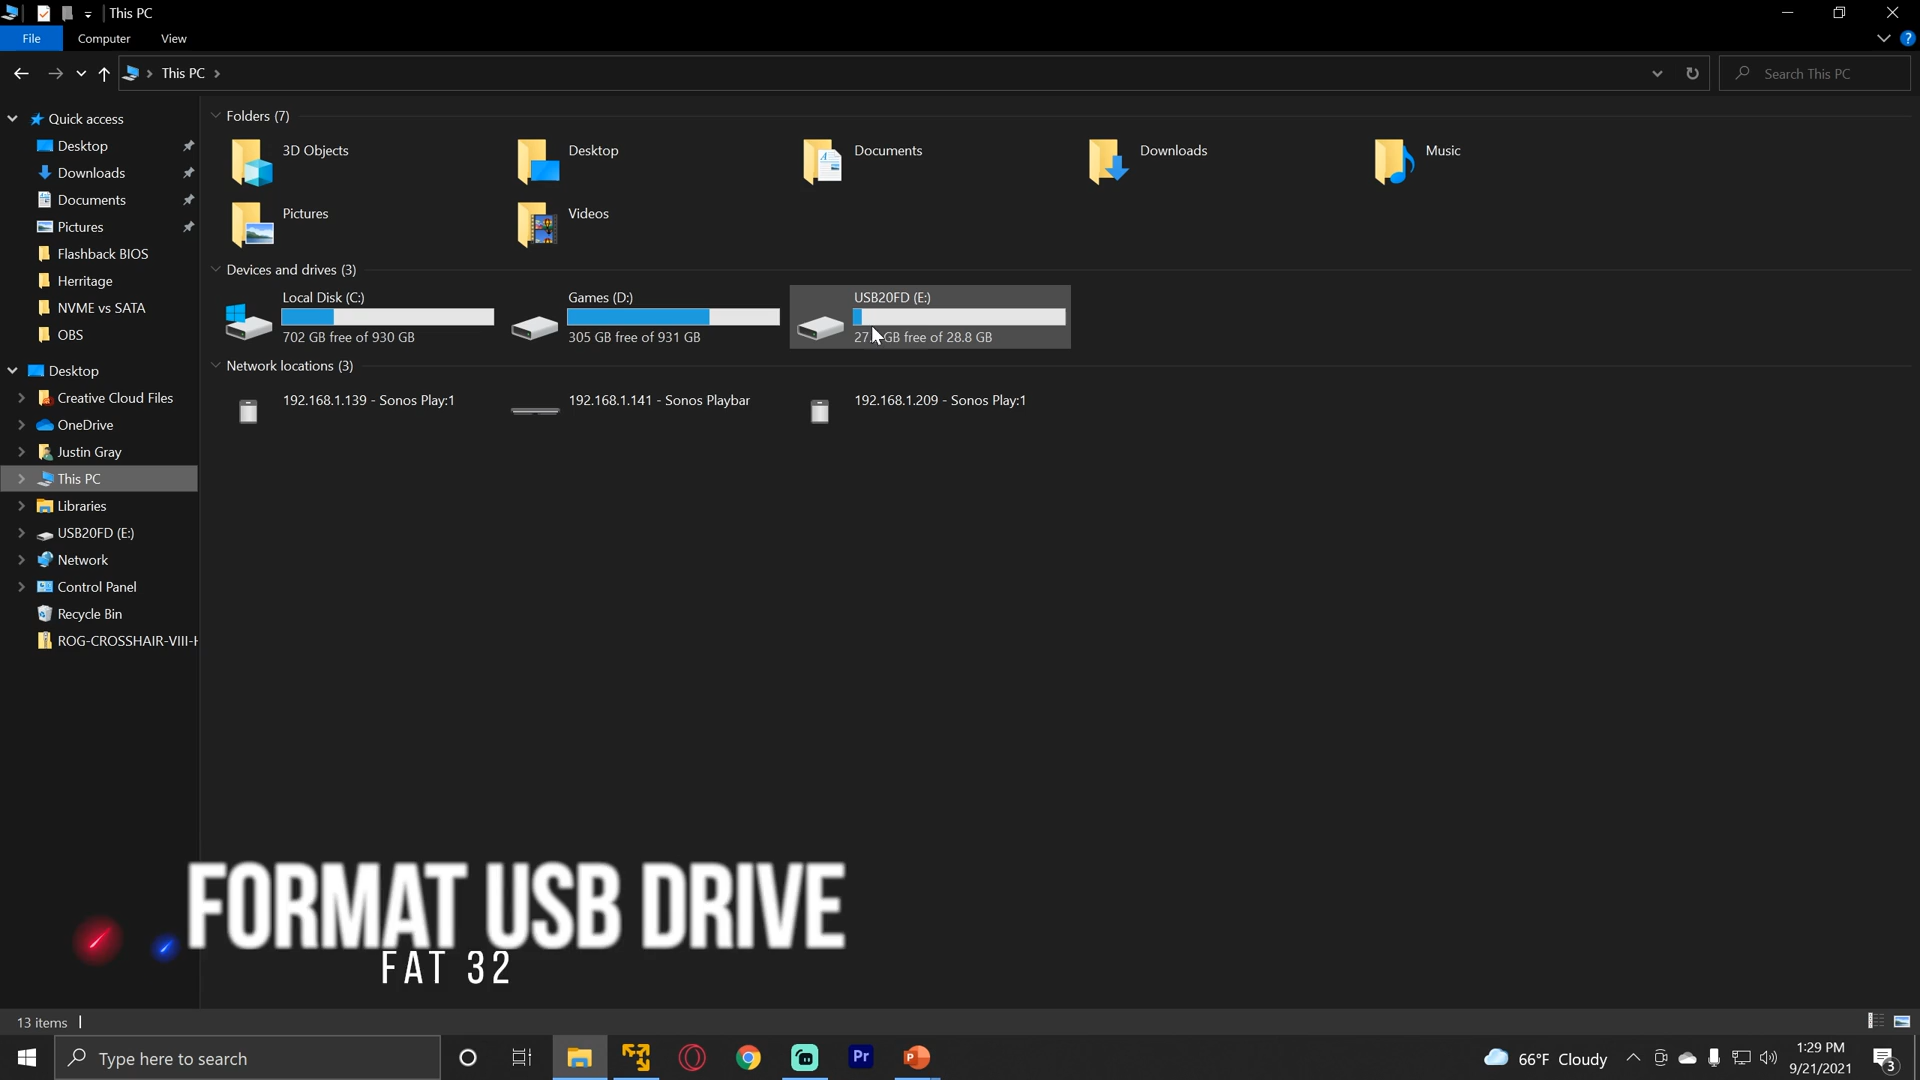 This PC
File
Computer
View
This PC
Search This PC
Quick access
Desktop
Downloads
Documents
Pictures
Flashback BIOS
Herritage
NVME vs SATA
OBS
Desktop
Creative Cloud Files
OneDrive
Justin Gray
This PC
Libraries
USB20FD (E:)
Network
Control Panel
Recycle Bin
ROG-CROSSHAIR-VIII-H
Folders (7)
3D Objects
Desktop
Documents
Downloads
Music
Pictures
Videos
Devices and drives (3)
Local Disk (C:)
702 GB free of 930 GB
Games (D:)
305 GB free of 931 GB
USB20FD (E:)
GB free of 28.8 GB
Network locations (3)
192.168.1.139 - Sonos Play:1
192.168.1.141 - Sonos Playbar
192.168.1.209 - Sonos Play:1
FORMAT USB DRIVE
FAT 32
13 items
Type here to search
Pr
P
66°F Cloudy
1:29 PM
9/21/2021
3